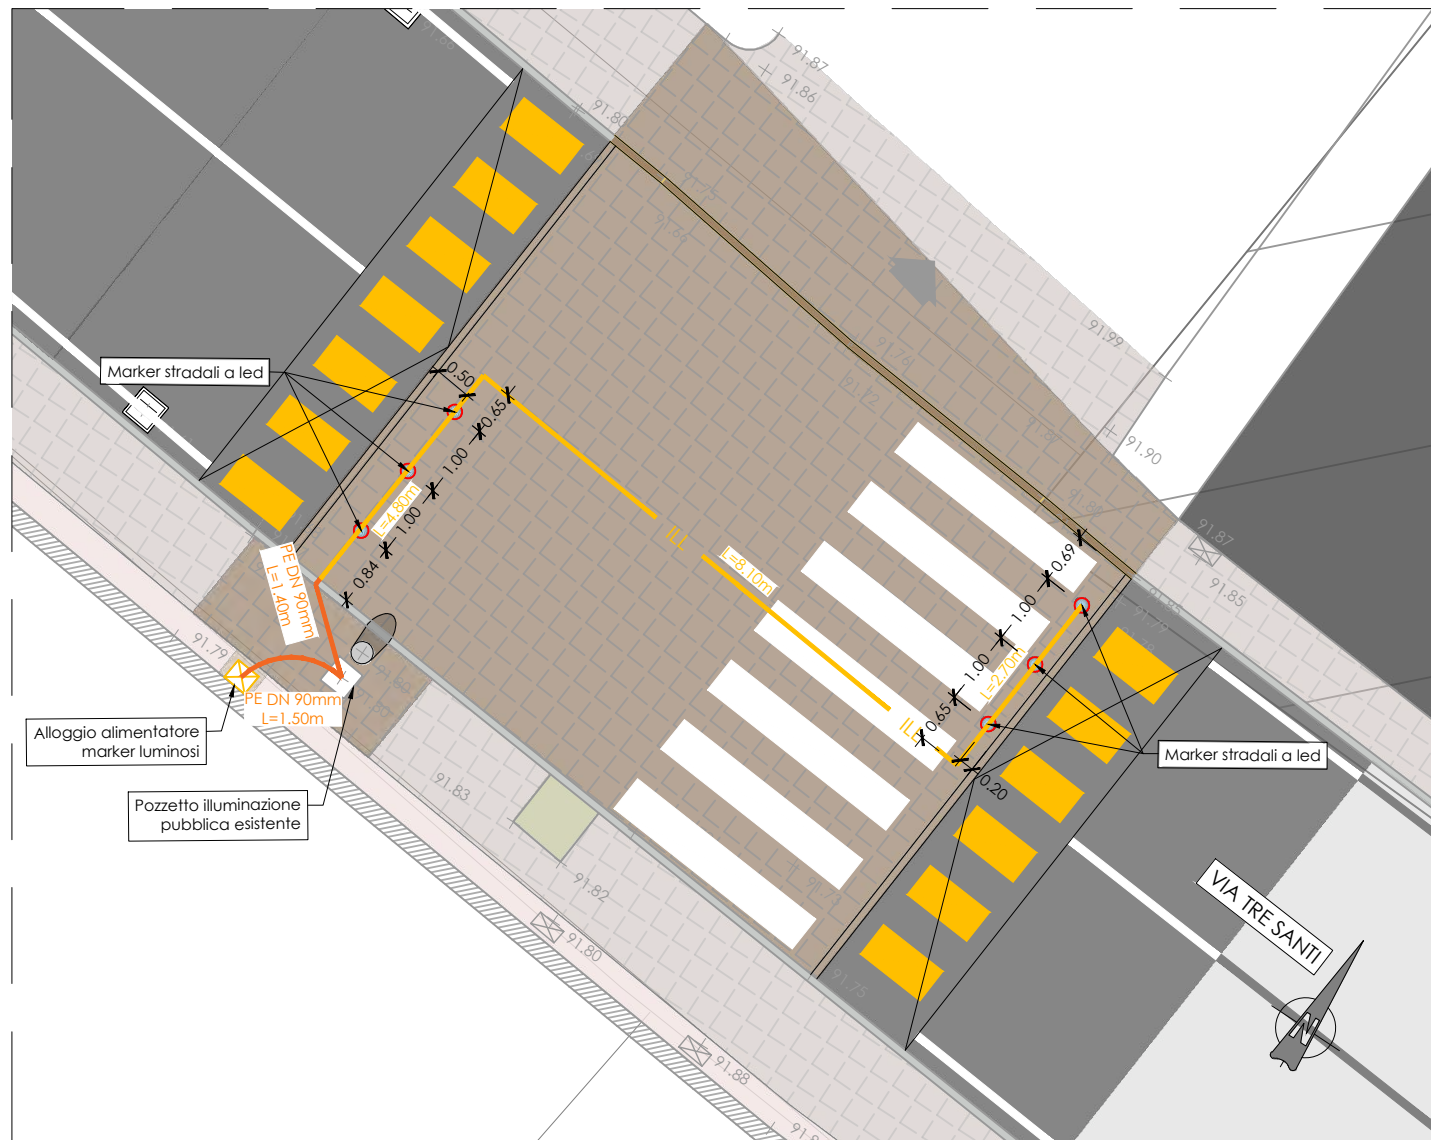 91.87
91.86
91.80
91.99
91.90
91.87
91.85
Marker stradali a led
0.50
0.65
1.00
L=4.80m
1.00
0.84
PE DN 90mm
L=1.40m
ILL
L=8.10m
0.69
1.00
1.00
L=2.70m
0.65
ILL
0.20
91.79
PE DN 90mm
L=1.50m
Alloggio alimentatore
marker luminosi
Pozzetto illuminazione
pubblica esistente
Marker stradali a led
91.83
91.82
91.80
91.88
91.75
91.73
VIA TRE SANTI
N